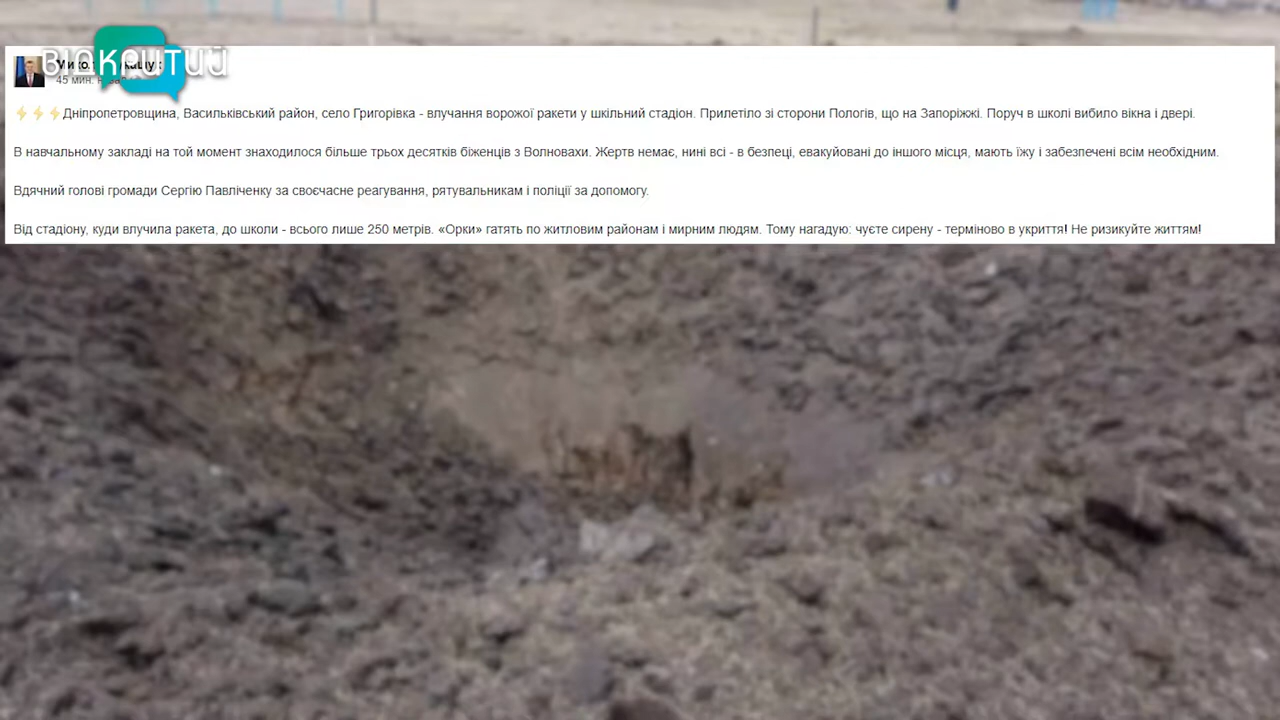 ВІДКРИТИЙ
45 мин.
⚡⚡⚡Дніпропетровщина, Васильківський район, село Григорівка - влучання ворожої ракети у шкільний стадіон. Прилетіло зі сторони Пологів, що на Запоріжжі. Поруч в школі вибило вікна і двері.
В навчальному закладі на той момент знаходилося більше трьох десятків біженців з Волновахи. Жертв немає, нині всі - в безпеці, евакуйовані до іншого місця, мають їжу і забезпечені всім необхідним.
Вдячний голові громади Сергію Павліченку за своєчасне реагування, рятувальникам і поліції за допомогу.
Від стадіону, куди влучила ракета, до школи - всього лише 250 метрів. «Орки» гатять по житловим районам і мирним людям. Тому нагадую: чуєте сирену - терміново в укриття! Не ризикуйте життям!